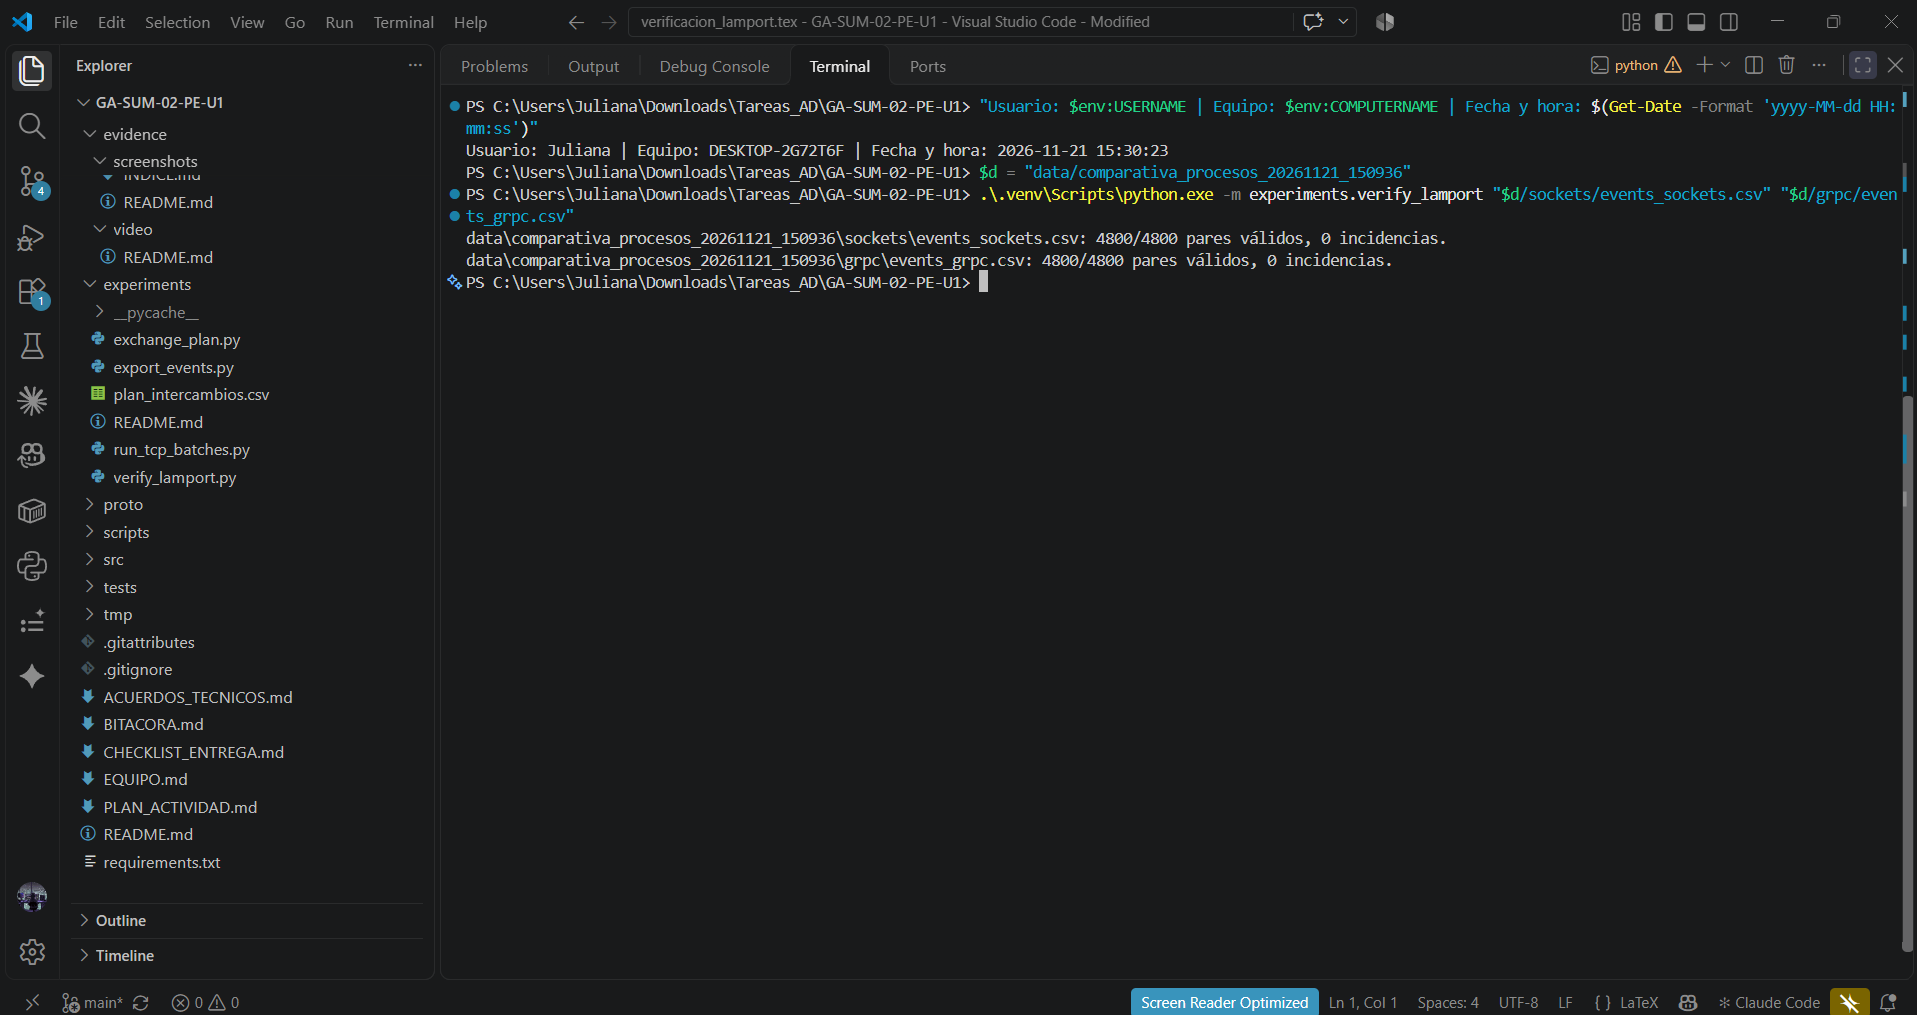 File Edit Selection View Go Run Terminal Help
verificacion_lamport.tex - GA-SUM-02-PE-U1 - Visual Studio Code - Modified
Explorer
GA-SUM-02-PE-U1
evidence
screenshots
INDICE.md
README.md
video
README.md
experiments
__pycache__
exchange_plan.py
export_events.py
plan_intercambios.csv
README.md
run_tcp_batches.py
verify_lamport.py
proto
scripts
src
tests
tmp
.gitattributes
.gitignore
ACUERDOS_TECNICOS.md
BITACORA.md
CHECKLIST_ENTREGA.md
EQUIPO.md
PLAN_ACTIVIDAD.md
README.md
requirements.txt
Outline
Timeline
4
1
Problems Output Debug Console Terminal Ports
python
PS C:\Users\Juliana\Downloads\Tareas_AD\GA-SUM-02-PE-U1> "Usuario: $env:USERNAME | Equipo: $env:COMPUTERNAME | Fecha y hora: $(Get-Date -Format 'yyyy-MM-dd HH:
mm:ss')"
Usuario: Juliana | Equipo: DESKTOP-2G72T6F | Fecha y hora: 2026-11-21 15:30:23
PS C:\Users\Juliana\Downloads\Tareas_AD\GA-SUM-02-PE-U1> $d = "data/comparativa_procesos_20261121_150936"
PS C:\Users\Juliana\Downloads\Tareas_AD\GA-SUM-02-PE-U1> .\.venv\Scripts\python.exe -m experiments.verify_lamport "$d/sockets/events_sockets.csv" "$d/grpc/even
ts_grpc.csv"
data\comparativa_procesos_20261121_150936\sockets\events_sockets.csv: 4800/4800 pares válidos, 0 incidencias.
data\comparativa_procesos_20261121_150936\grpc\events_grpc.csv: 4800/4800 pares válidos, 0 incidencias.
PS C:\Users\Juliana\Downloads\Tareas_AD\GA-SUM-02-PE-U1>
main* 0 0 Screen Reader Optimized Ln 1, Col 1 Spaces: 4 UTF-8 LF { } LaTeX Claude Code